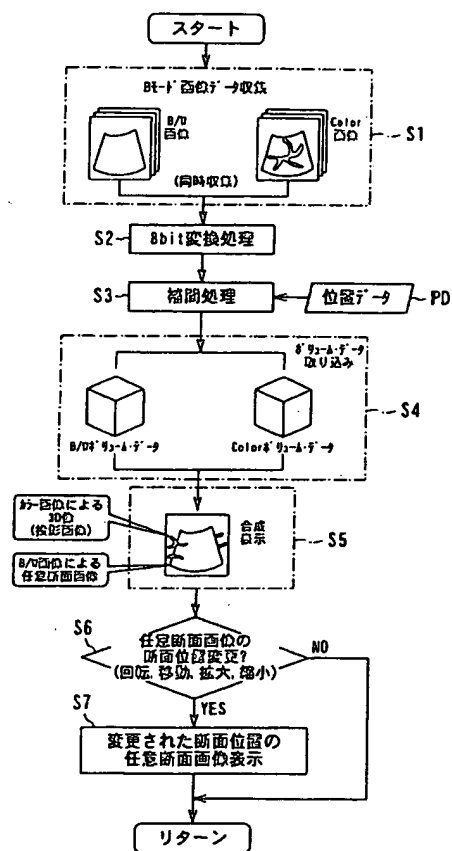 スタート
Bモード画像データ収集
B/W
画像
Color
画像
(同時収集)
S1
S2
8bit変換処理
S3
補間処理
位置データ
PD
ボリューム・データ
取り込み
B/Wボリューム・データ
Colorボリューム・データ
S4
カラー画像による
3D像
(投影画像)
B/W画像による
任意断面画像
合成
表示
S5
S6
任意断面画像の
断面位置変更?
(回転,移動,拡大,縮小)
NO
YES
S7
変更された断面位置の
任意断面画像表示
リターン